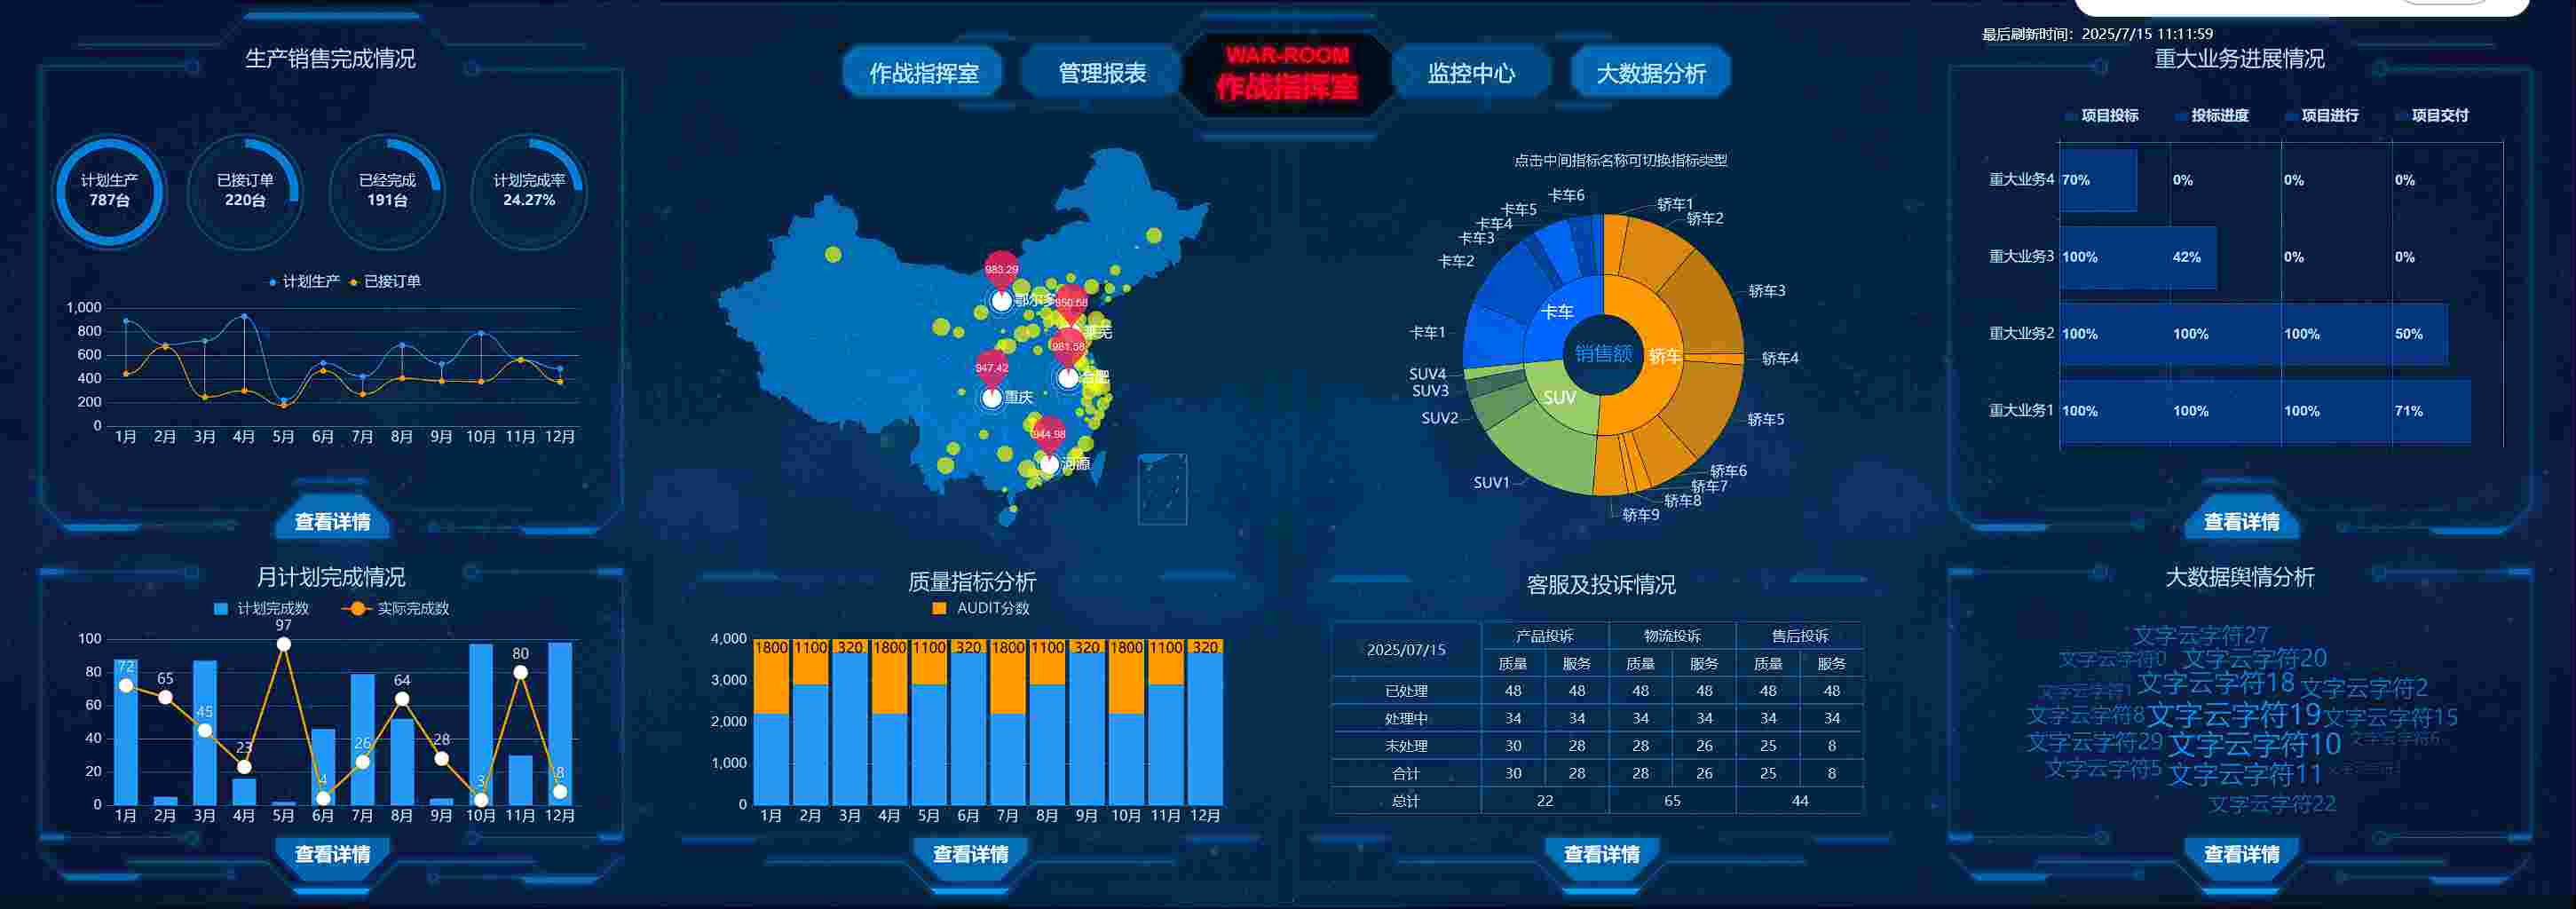 最后刷新时间: 2025/7/15 11:11:59
生产销售完成情况
计划生产
787台
已接订单
220台
已经完成
191台
计划完成率
24.27%
计划生产 已接订单
1,000
800
600
400
200
0
1月 2月 3月 4月 5月 6月 7月 8月 9月 10月 11月 12月
查看详情
月计划完成情况
计划完成数 实际完成数
100
80
60
40
20
0
72 65 45 23 97 4 26 64 28 3 80 8
1月 2月 3月 4月 5月 6月 7月 8月 9月 10月 11月 12月
查看详情
作战指挥室 管理报表
WAR-ROOM
作战指挥室
监控中心 大数据分析
983.29
鄂尔多
950.58
莱芜
981.58
合肥
947.42
重庆
944.98
河源
点击中间指标名称可切换指标类型
销售额
卡车
轿车
SUV
卡车6
卡车5
卡车4
卡车3
卡车2
卡车1
SUV4
SUV3
SUV2
SUV1
轿车1
轿车2
轿车3
轿车4
轿车5
轿车6
轿车7
轿车8
轿车9
质量指标分析
AUDIT分数
4,000
3,000
2,000
1,000
0
1800 1100 320 1800 1100 320 1800 1100 320 1800 1100 320
1月 2月 3月 4月 5月 6月 7月 8月 9月 10月 11月 12月
查看详情
客服及投诉情况
2025/07/15 产品投诉 物流投诉 售后投诉
质量 服务 质量 服务 质量 服务
已处理 48 48 48 48 48 48
处理中 34 34 34 34 34 34
未处理 30 28 28 26 25 8
合计 30 28 28 26 25 8
总计 22 65 44
查看详情
重大业务进展情况
项目投标 投标进度 项目进行 项目交付
重大业务4 70% 0% 0% 0%
重大业务3 100% 42% 0% 0%
重大业务2 100% 100% 100% 50%
重大业务1 100% 100% 100% 71%
查看详情
大数据舆情分析
文字云字符27
文字云字符0 文字云字符20
文字云字符1 文字云字符18 文字云字符2
文字云字符8 文字云字符19 文字云字符15
文字云字符29 文字云字符10 文字云字符6
文字云字符5 文字云字符11
文字云字符22
查看详情